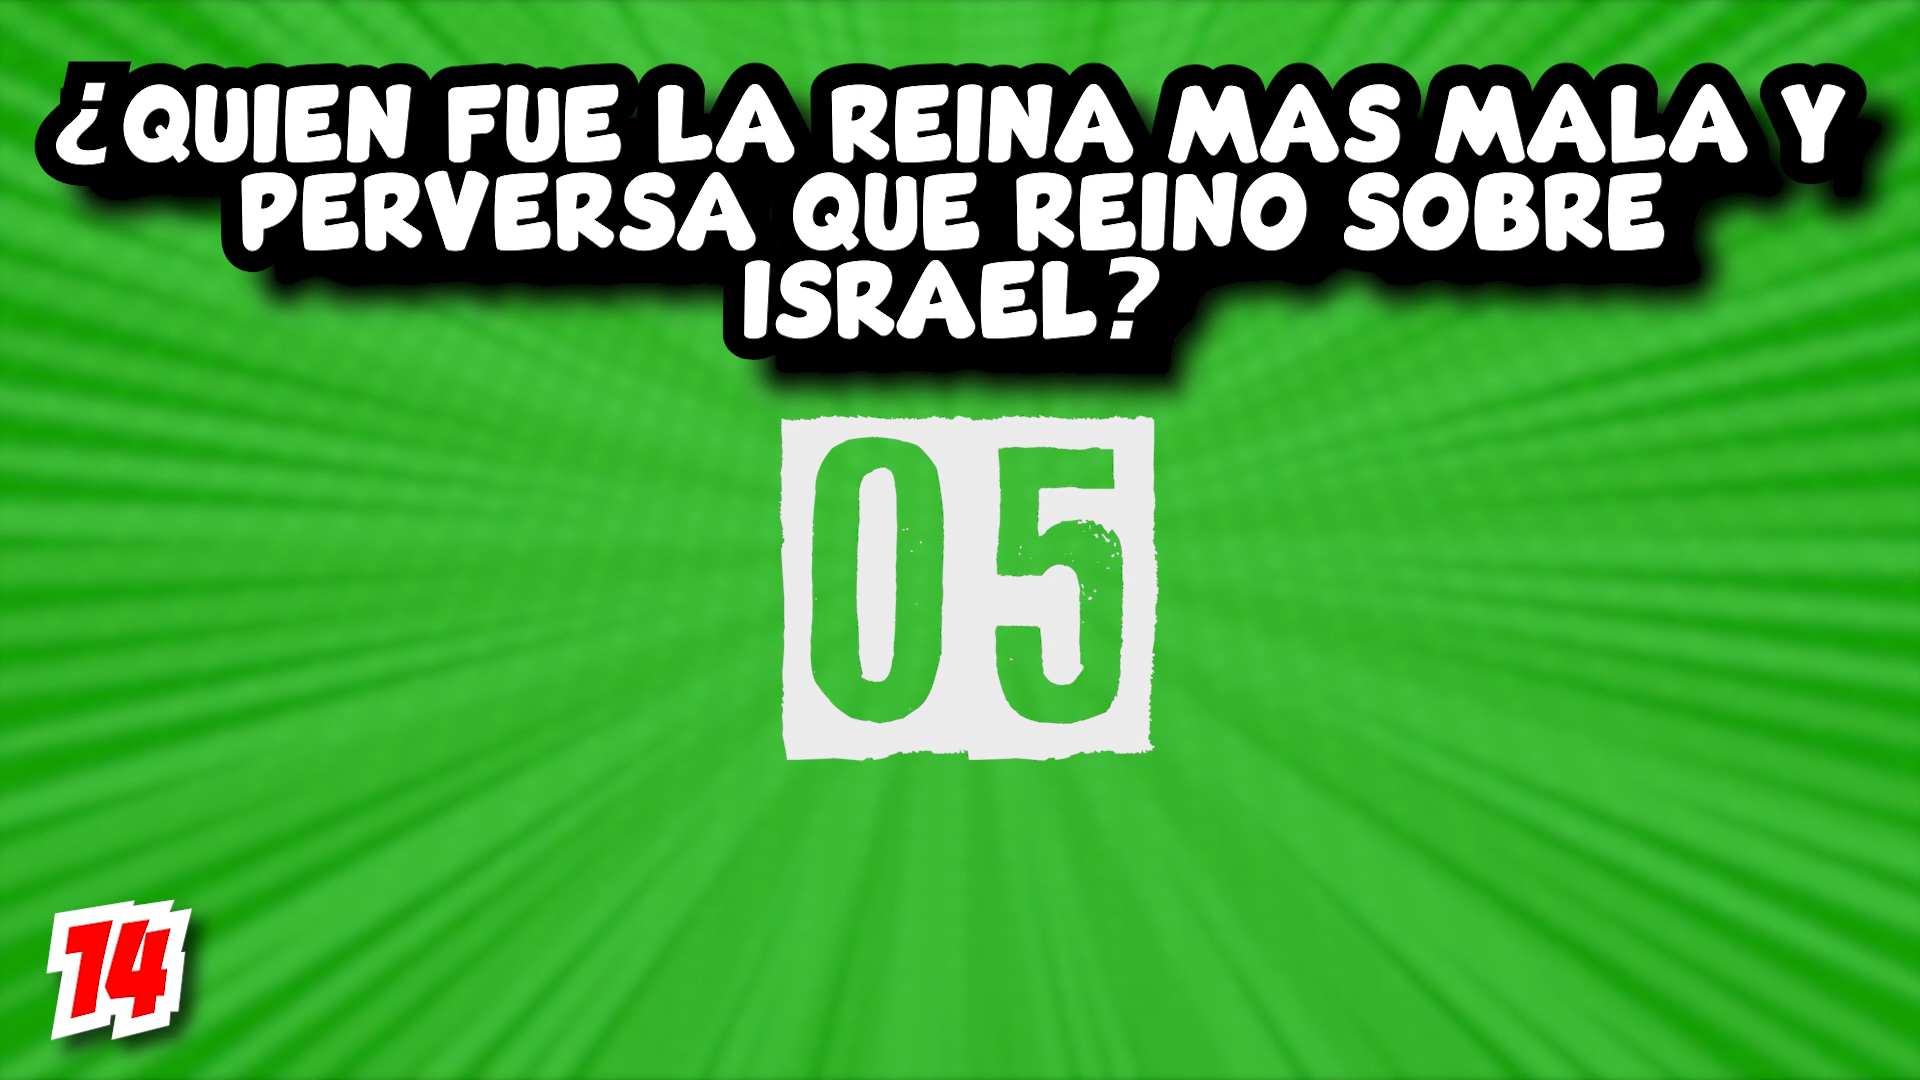 ¿QUIEN FUE LA REINA MAS MALA Y
PERVERSA QUE REINO SOBRE
ISRAEL?
05
14